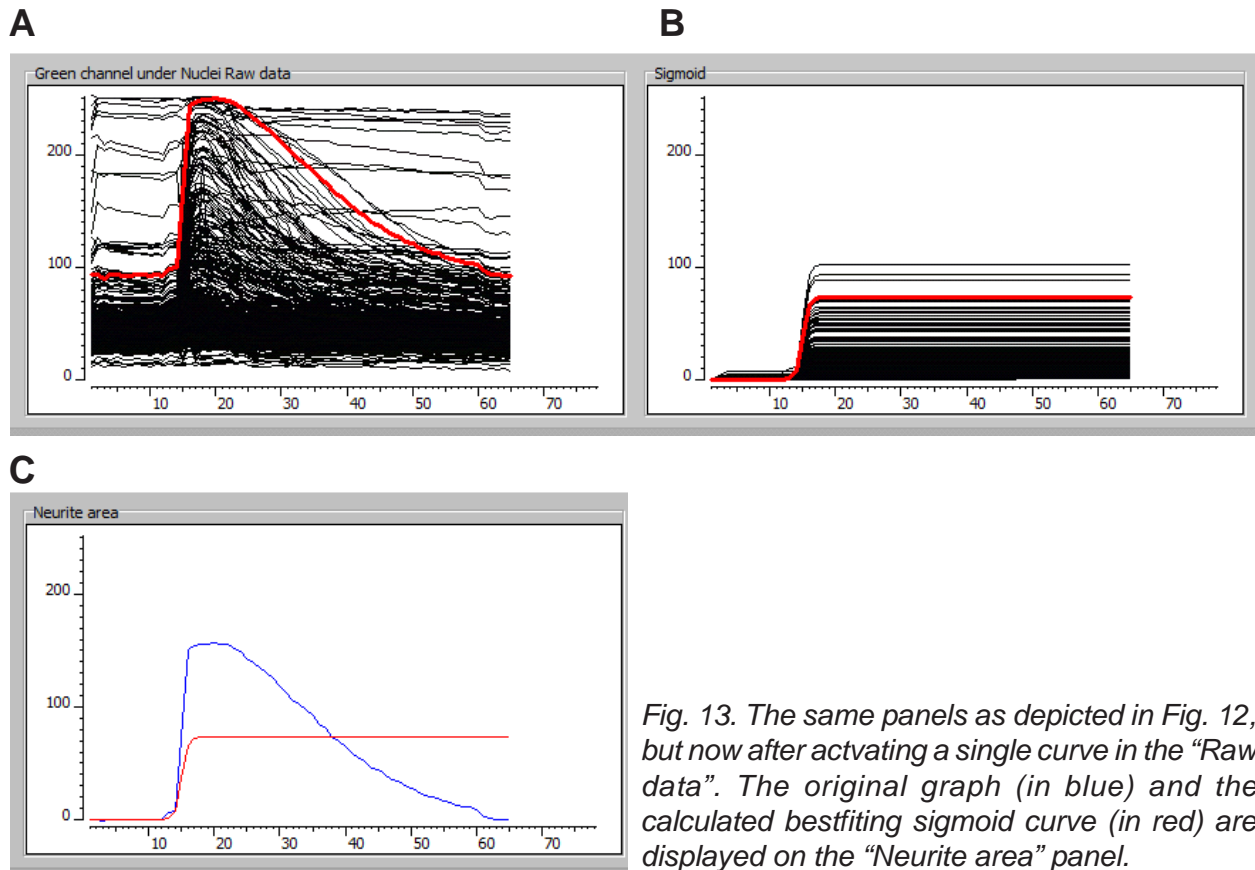 A
B
Green channel under Nuclei Raw data
200
100
0
10 20 30 40 50 60 70
Sigmoid
200
100
0
10 20 30 40 50 60 70
C
Neurite area
200
100
0
10 20 30 40 50 60 70
Fig. 13. The same panels as depicted in Fig. 12,
but now after actvating a single curve in the “Raw
data”. The original graph (in blue) and the
calculated bestfiting sigmoid curve (in red) are
displayed on the “Neurite area” panel.